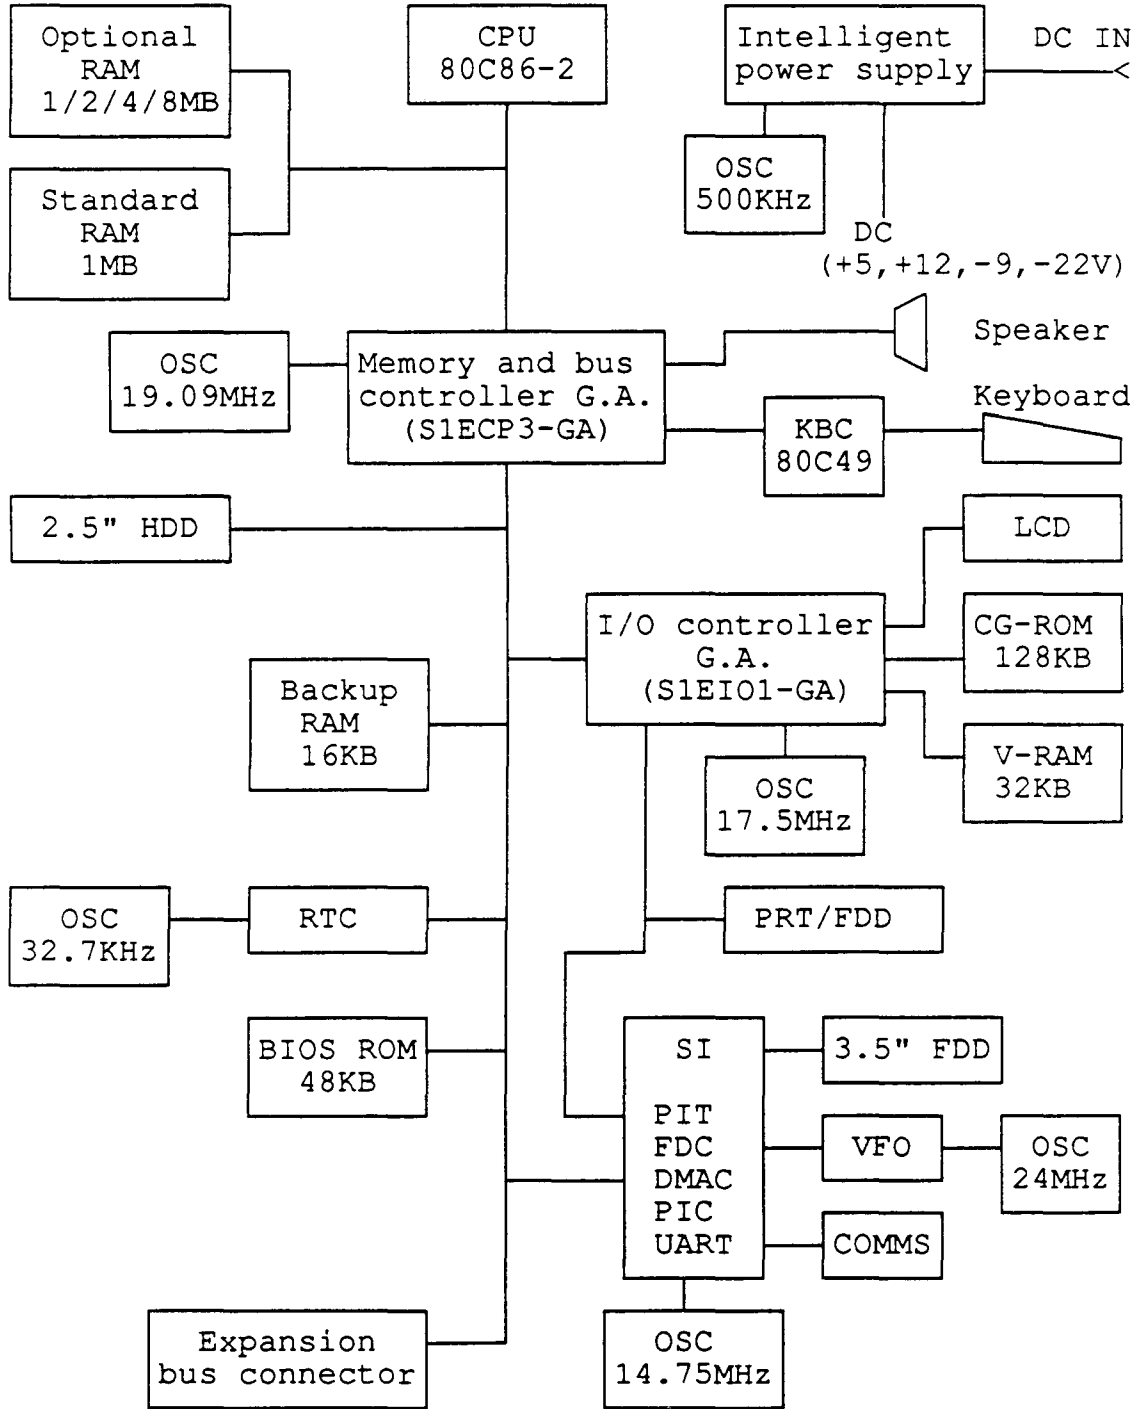 Optional
RAM
1/2/4/8MB
CPU
80C86-2
Intelligent
power supply
DC IN
OSC
500KHz
Standard
RAM
1MB
DC
(+5,+12,-9,-22V)
OSC
19.09MHz
Memory and bus
controller G.A.
(S1ECP3-GA)
Speaker
Keyboard
KBC
80C49
2.5" HDD
LCD
I/O controller
G.A.
(S1EIO1-GA)
CG-ROM
128KB
Backup
RAM
16KB
V-RAM
32KB
OSC
17.5MHz
OSC
32.7KHz
RTC
PRT/FDD
BIOS ROM
48KB
SI
PIT
FDC
DMAC
PIC
UART
3.5" FDD
VFO
OSC
24MHz
COMMS
Expansion
bus connector
OSC
14.75MHz